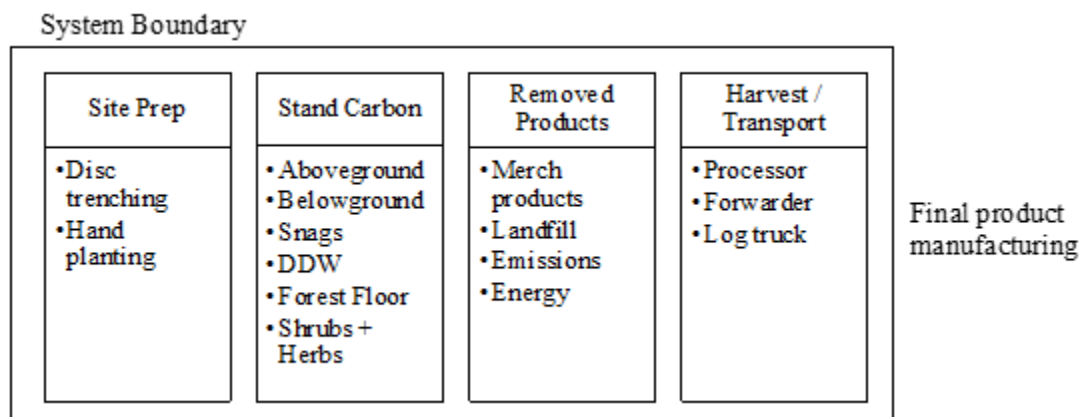 System Boundary
Site Prep
•Disc
trenching
•Hand
planting
Stand Carbon
•Aboveground
•Belowground
•Snags
•DDW
•Forest Floor
•Shrubs +
Herbs
Removed
Products
•Merch
products
•Landfill
•Emissions
•Energy
Harvest /
Transport
•Processor
•Forwarder
•Log truck
Final product
manufacturing